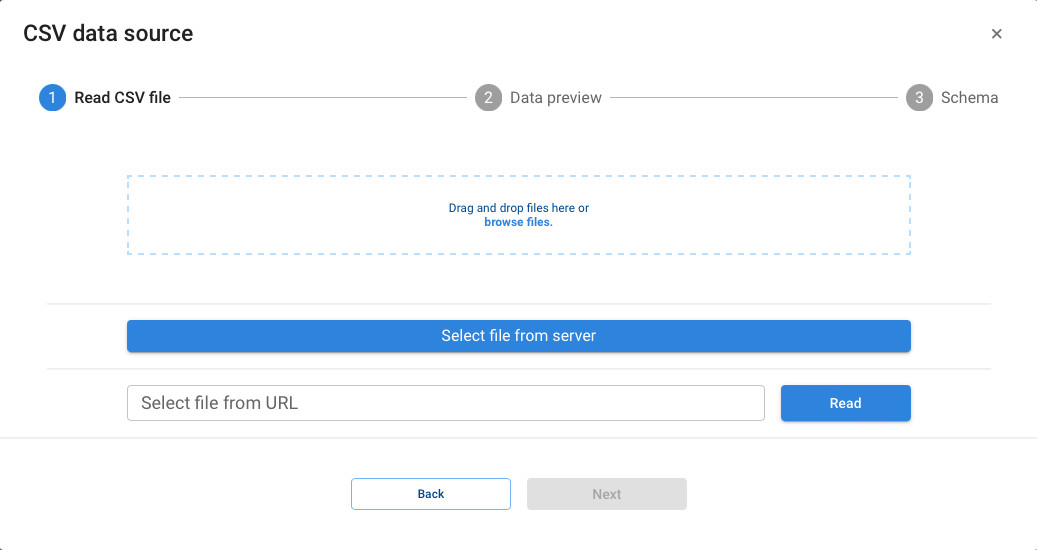 CSV data source
×
1 Read CSV file 2 Data preview 3 Schema
Drag and drop files here or
browse files.
Select file from server
Select file from URL Read
Back Next